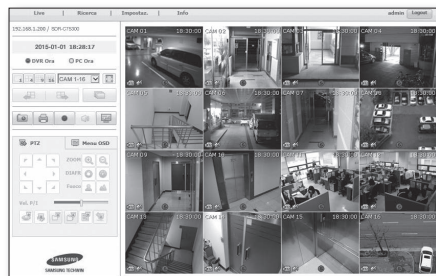 Live | Ricerca | Impostas. | Info
admin Logout
192.168.1.200 / SDR-C75300
2015-01-01 18:28:17
DVR Ora PC Ora
1 4 9 16 CAM 1-16
PTZ Menu OSD
ZOOM
DIAFR
Focus
Vel. P/I
SAMSUNG
SAMSUNG TECHWIN
CAM 01 18:30:00 CAM 02 18:30:00 CAM 03 18:30:00 CAM 04 18:30:00
CAM 05 18:30:00 CAM 06 18:30:00 CAM 07 18:30:00 CAM 08 18:30:00
CAM 09 18:30:00 CAM 10 18:30:00 CAM 11 18:30:00 CAM 12 18:30:00
CAM 13 18:30:00 CAM 14 18:30:00 CAM 15 18:30:00